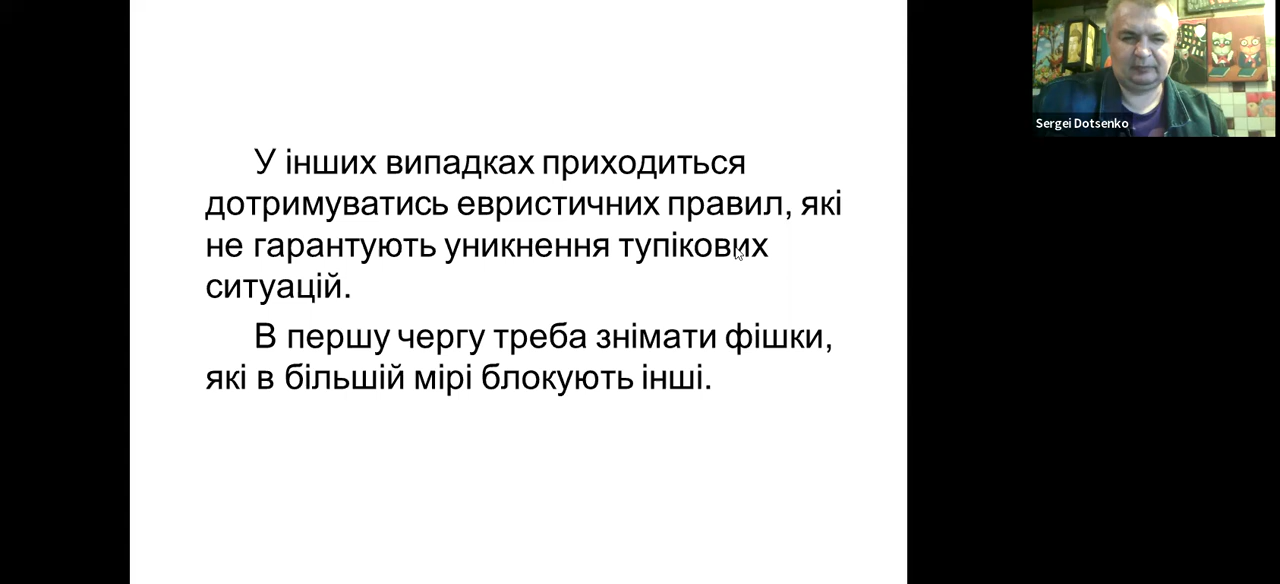 У інших випадках приходиться
дотримуватись евристичних правил, які
не гарантують уникнення тупікових
ситуацій.
В першу чергу треба знімати фішки,
які в більшій мірі блокують інші.
Sergei Dotsenko